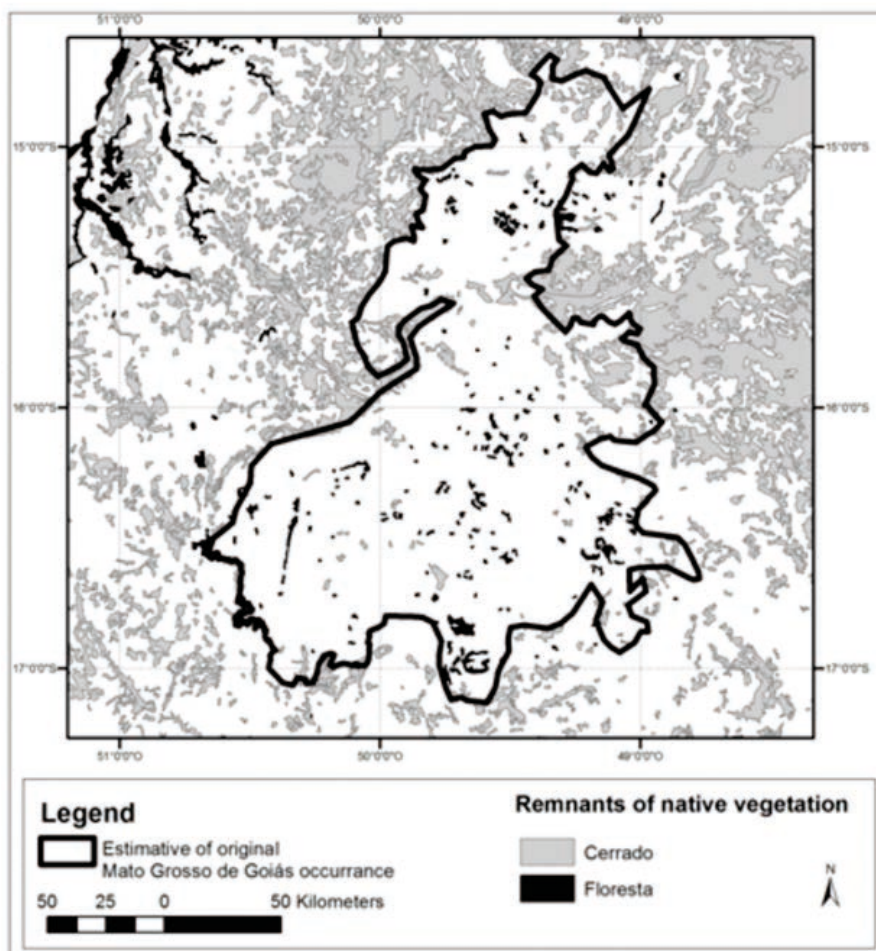 51°0'0"O 50°0'0"O 49°0'0"O
15°0'0"S 15°0'0"S
16°0'0"S 16°0'0"S
17°0'0"S 17°0'0"S
51°0'0"O 50°0'0"O 49°0'0"O
Legend
Estimative of original
Mato Grosso de Goiás occurrance
50 25 0 50 Kilometers
Remnants of native vegetation
Cerrado
Floresta
N